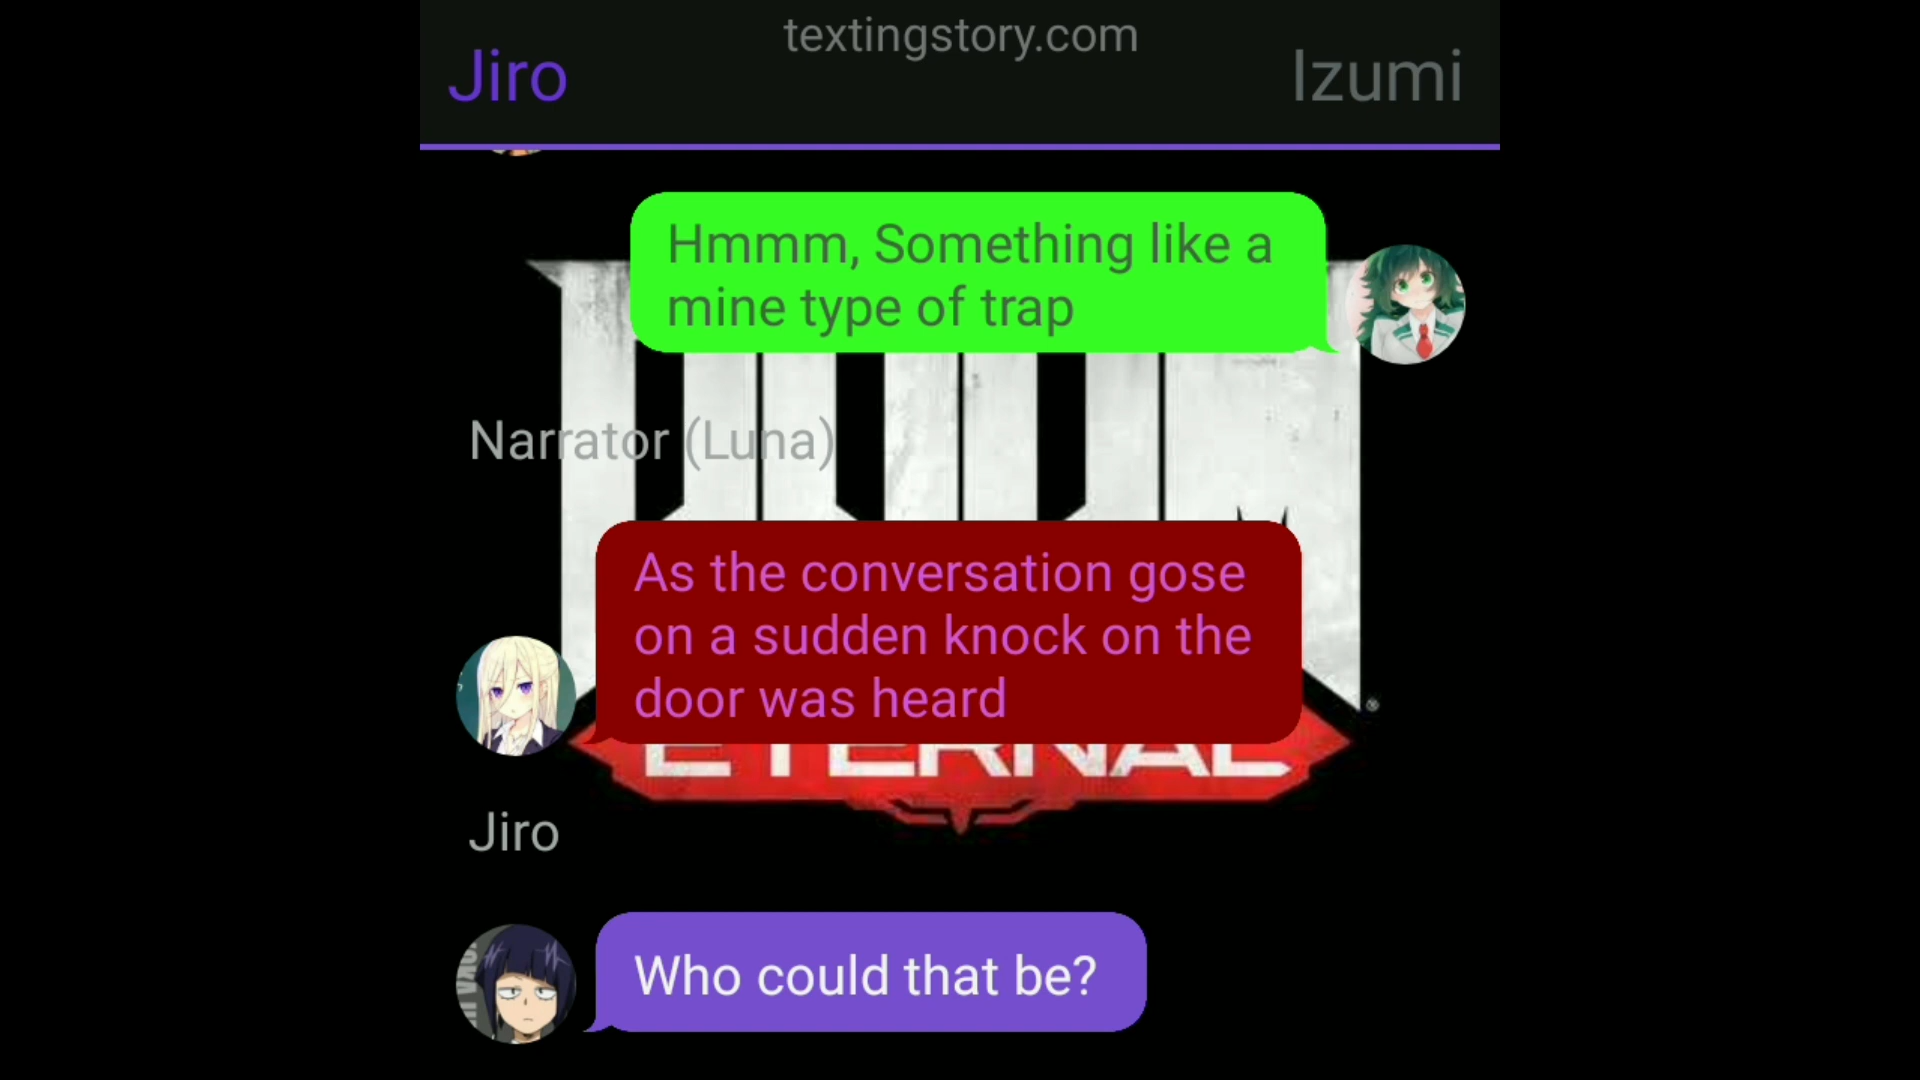 textingstory.com
Jiro
Izumi
Hmmm, Something like a
mine type of trap
Narrator (Luna)
As the conversation gose
on a sudden knock on the
door was heard
ETERNAL
Jiro
Who could that be?